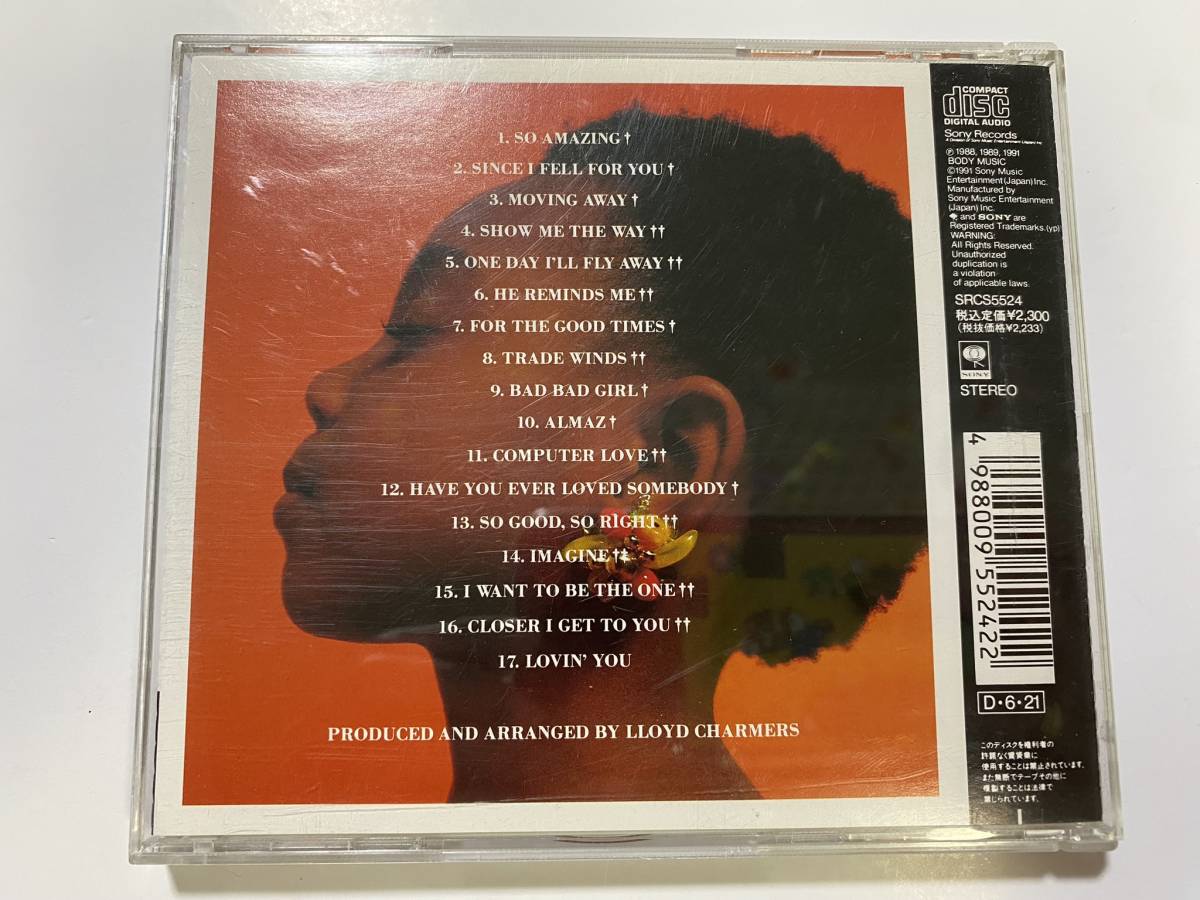 1. SO AMAZING †
2. SINCE I FELL FOR YOU †
3. MOVING AWAY †
4. SHOW ME THE WAY ††
5. ONE DAY I'LL FLY AWAY ††
6. HE REMINDS ME ††
7. FOR THE GOOD TIMES †
8. TRADE WINDS ††
9. BAD BAD GIRL †
10. ALMAZ †
11. COMPUTER LOVE ††
12. HAVE YOU EVER LOVED SOMEBODY †
13. SO GOOD, SO RIGHT ††
14. IMAGINE ††
15. I WANT TO BE THE ONE ††
16. CLOSER I GET TO YOU ††
17. LOVIN' YOU
PRODUCED AND ARRANGED BY LLOYD CHARMERS
COMPACT
disc
DIGITAL AUDIO
Sony Records
A Division of Sony Music Entertainment (Japan) Inc.
℗ 1988, 1989, 1991
BODY MUSIC
©1991 Sony Music
Entertainment (Japan) Inc.
Manufactured by
Sony Music Entertainment
(Japan) Inc.
and SONY are
Registered Trademarks.(yp)
WARNING:
All Rights Reserved.
Unauthorized
duplication is
a violation
of applicable laws.
SRCS5524
税込定価¥2,300
(税抜価格¥2,233)
SONY
STEREO
4 988009 552422
D・6・21
このディスクを権利者の
許諾なく賃貸業に
使用することは禁止されています。
また無断でテープその他に
複製することは法律で
禁じられています。